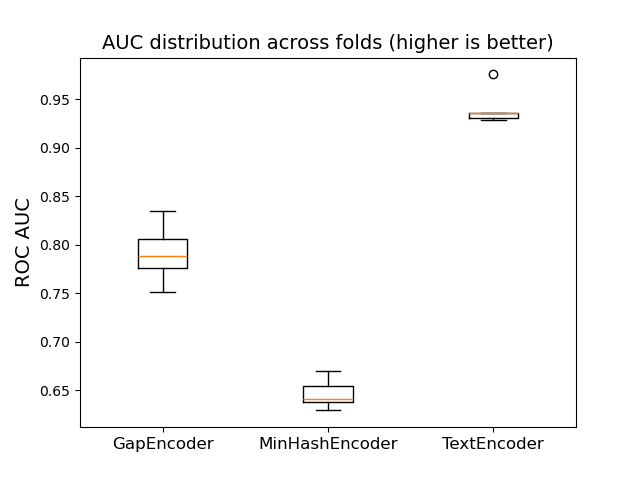 AUC distribution across folds (higher is better)
ROC AUC
0.95
0.90
0.85
0.80
0.75
0.70
0.65
GapEncoder MinHashEncoder TextEncoder